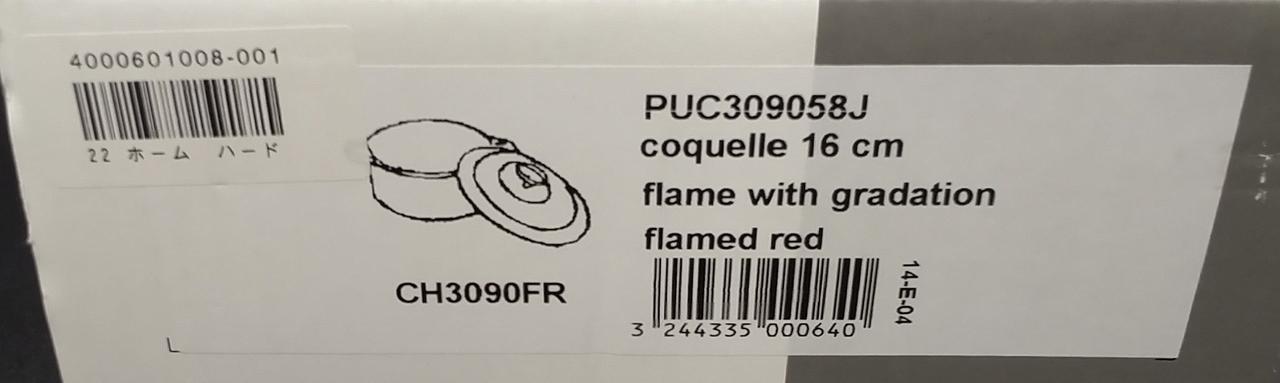 4000601008-001
22 ホーム ハード
PUC309058J
coquelle 16 cm
flame with gradation
flamed red
CH3090FR
3 244335 000640
14-E-04